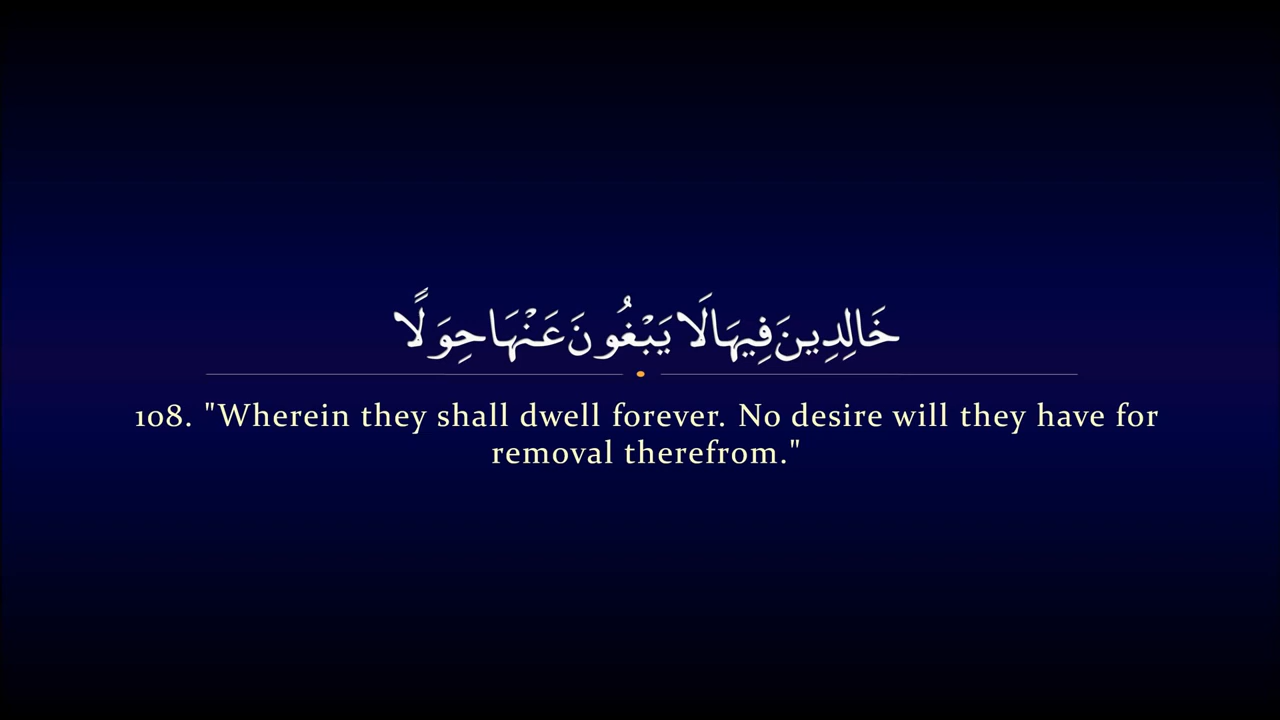 خَالِدِينَ فِيهَا لَا يَبْغُونَ عَنْهَا حِوَلًا
108. "Wherein they shall dwell forever. No desire will they have for
removal therefrom."